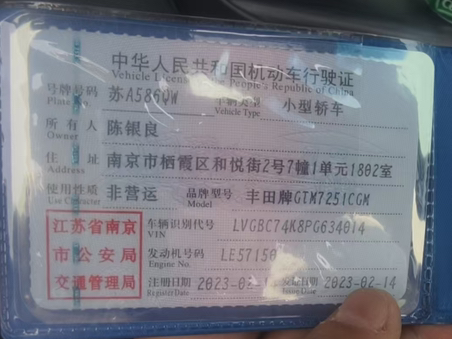 中华人民共和国机动车行驶证
Vehicle License People's Republic of China
号牌号码 苏A586QW 车辆类型 小型轿车
Plate No. Vehicle Type
所有人 陈银良
Owner
住址 南京市栖霞区和悦街2号7幢1单元1802室
Address
使用性质 非营运 品牌型号 丰田牌GTM7251CGM
Use Character
江苏省南京 车辆识别代号 LVGBC74K8PG634014
VIN
市公安局 发动机号码 LE57150
Engine No.
交通管理局 注册日期 2023-02 发证日期 2023-02-14
Register Date Issue Date